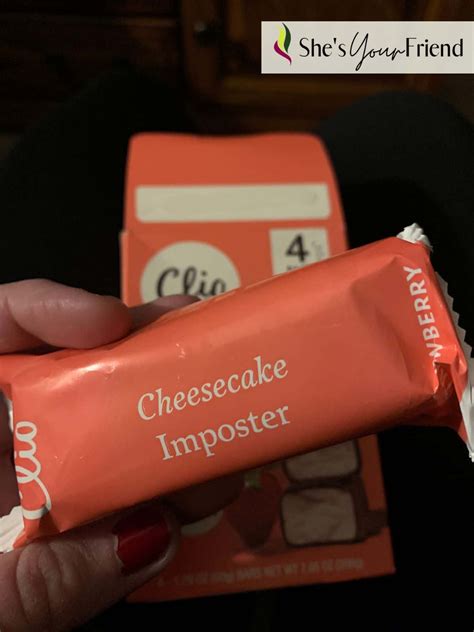 She's Your Friend
4
Clio
WBERRY
Cheesecake
Imposter
Clio